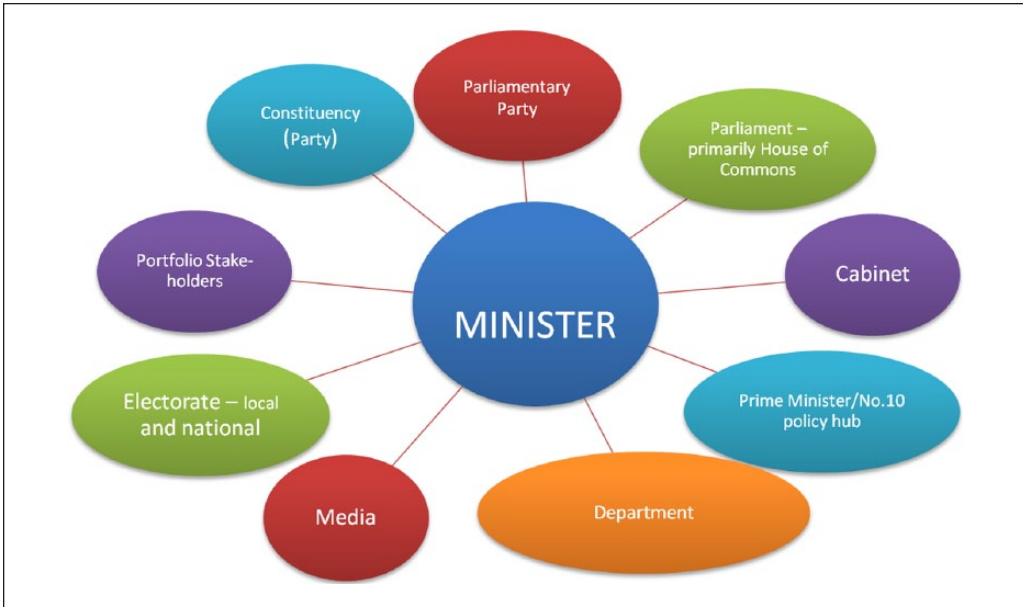 Parliamentary
Party
Constituency
(Party)
Parliament –
primarily House of
Commons
Portfolio Stake-
holders
Cabinet
MINISTER
Electorate – local
and national
Prime Minister/No.10
policy hub
Media
Department